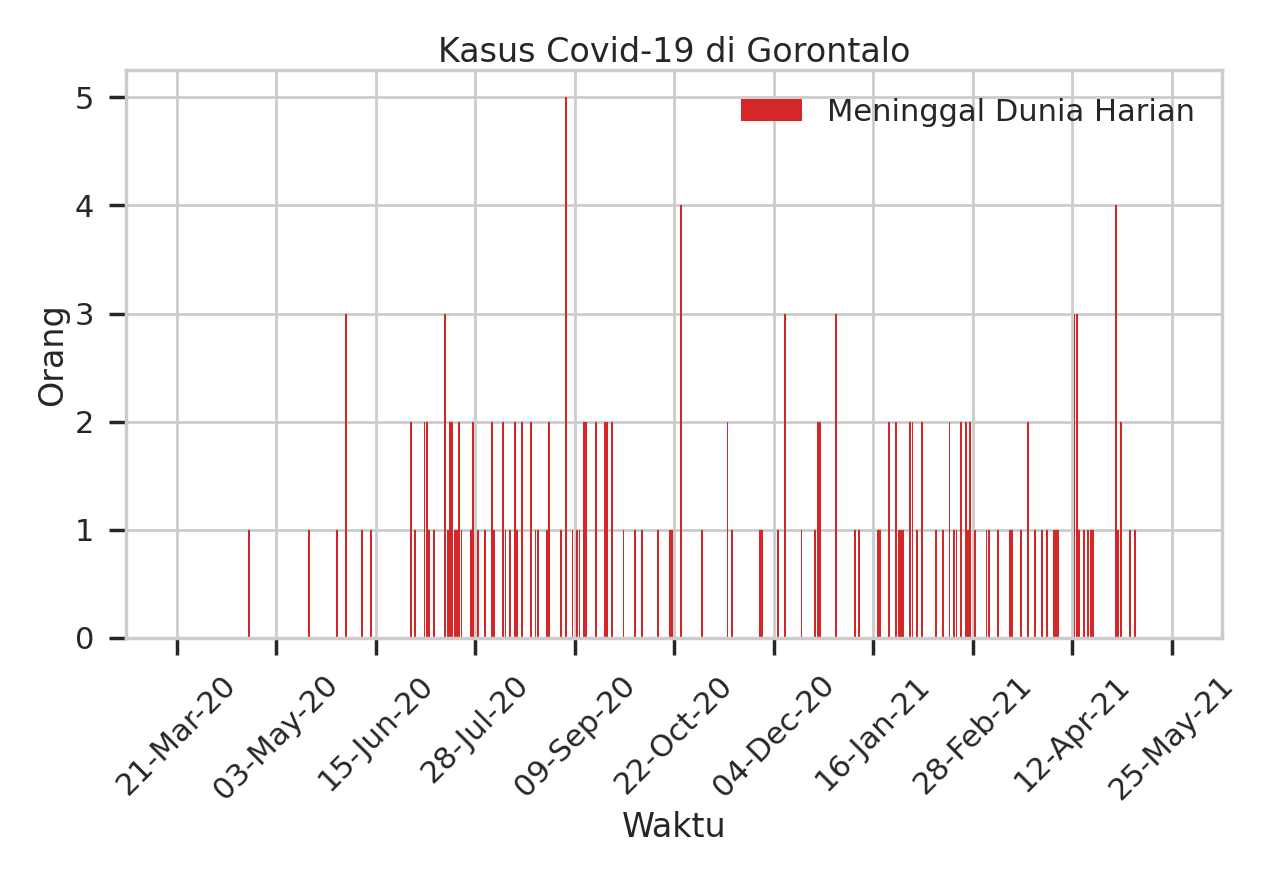 Kasus Covid-19 di Gorontalo
Meninggal Dunia Harian
Orang
5
4
3
2
1
0
21-Mar-20
03-May-20
15-Jun-20
28-Jul-20
09-Sep-20
22-Oct-20
04-Dec-20
16-Jan-21
28-Feb-21
12-Apr-21
25-May-21
Waktu